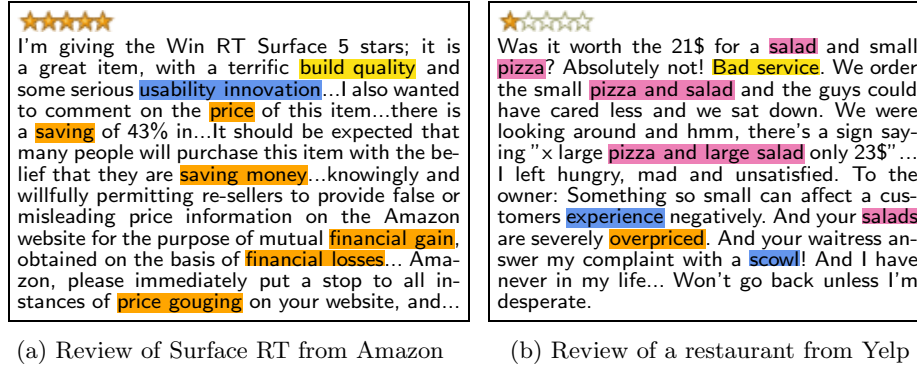 I'm giving the Win RT Surface 5 stars; it is
a great item, with a terrific build quality and
some serious usability innovation...I also wanted
to comment on the price of this item...there is
a saving of 43% in...It should be expected that
many people will purchase this item with the be-
lief that they are saving money...knowingly and
willfully permitting re-sellers to provide false or
misleading price information on the Amazon
website for the purpose of mutual financial gain,
obtained on the basis of financial losses... Ama-
zon, please immediately put a stop to all in-
stances of price gouging on your website, and...
(a) Review of Surface RT from Amazon
Was it worth the 21$ for a salad and small
pizza? Absolutely not! Bad service. We order
the small pizza and salad and the guys could
have cared less and we sat down. We were
looking around and hmm, there's a sign say-
ing "x large pizza and large salad only 23$"...
I left hungry, mad and unsatisfied. To the
owner: Something so small can affect a cus-
tomers experience negatively. And your salads
are severely overpriced. And your waitress an-
swer my complaint with a scowl! And I have
never in my life... Won't go back unless I'm
desperate.
(b) Review of a restaurant from Yelp